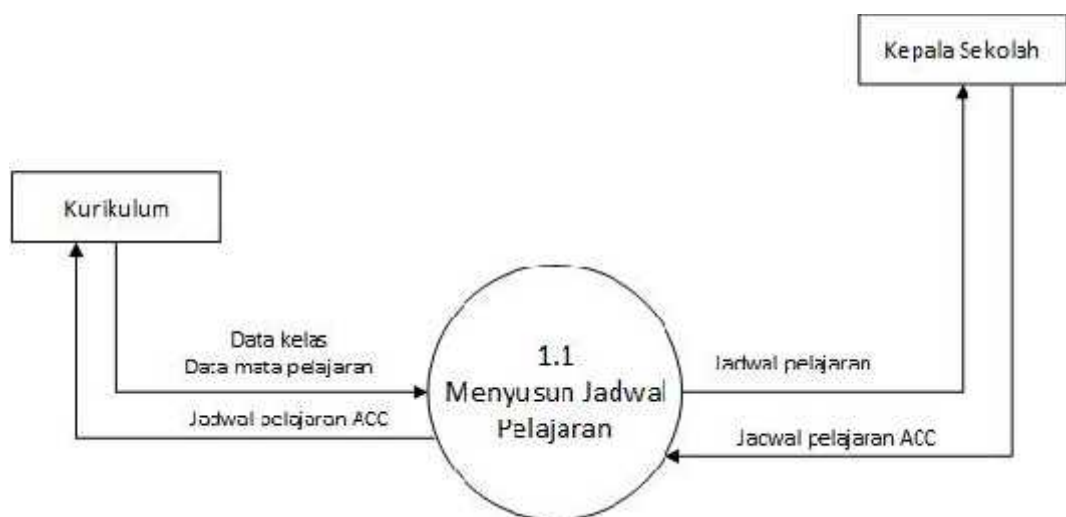 Kepala Sekolah
Kurikulum
Data kelas
Data mata pelajaran
Jadwal pelajaran ACC
1.1
Menyusun Jadwal
Pelajaran
Jadwal pelajaran
Jadwal pelajaran ACC